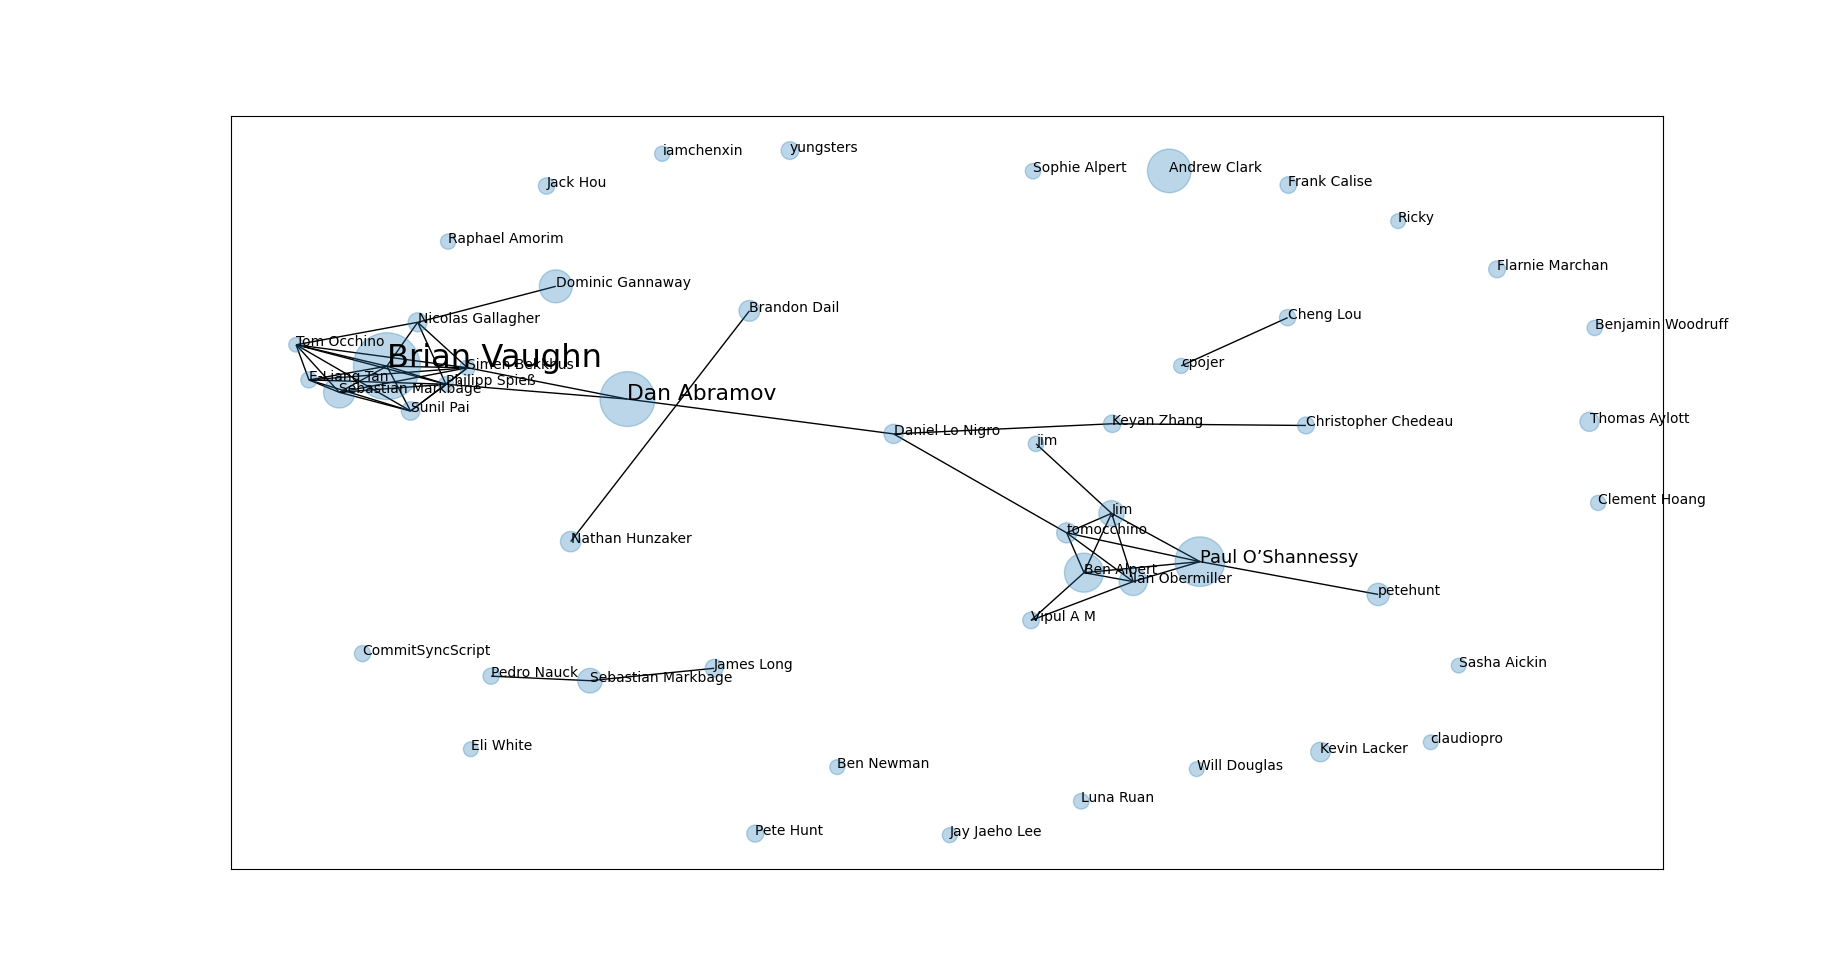 iamchenxin
yungsters
Jack Hou
Sophie Alpert
Andrew Clark
Frank Calise
Ricky
Raphael Amorim
Flarnie Marchan
Dominic Gannaway
Brandon Dail
Nicolas Gallagher
Cheng Lou
Benjamin Woodruff
Tom Occhino
Brian Vaughn
Simen Bekkhus
cpojer
E-Liang Tan
Philipp Spieß
Sebastian Markbage
Dan Abramov
Sunil Pai
Daniel Lo Nigro
Keyan Zhang
Christopher Chedeau
Thomas Aylott
jim
Clement Hoang
Jim
tomocchino
Nathan Hunzaker
Paul O’Shannessy
Ben Alpert
Ian Obermiller
petehunt
Vipul A M
CommitSyncScript
Pedro Nauck
Sebastian Markbage
James Long
Sasha Aickin
Eli White
Ben Newman
Will Douglas
Kevin Lacker
claudiopro
Luna Ruan
Pete Hunt
Jay Jaeho Lee